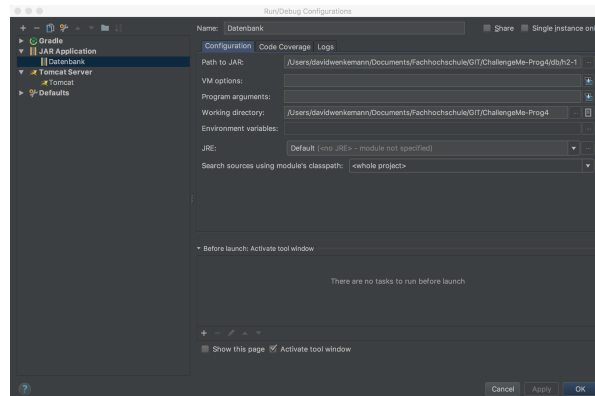 Run/Debug Configurations
Name: Datenbank
Share
Single instance onl
Gradle
JAR Application
Datenbank
Tomcat Server
Tomcat
Defaults
Configuration Code Coverage Logs
Path to JAR: /Users/davidwenkemann/Documents/Fachhochschule/GIT/ChallengeMe-Prog4/db/h2-1
VM options:
Program arguments:
Working directory: /Users/davidwenkemann/Documents/Fachhochschule/GIT/ChallengeMe-Prog4
Environment variables:
JRE: Default (<no JRE> - module not specified)
Search sources using module's classpath: <whole project>
Before launch: Activate tool window
There are no tasks to run before launch
Show this page Activate tool window
? Cancel Apply OK